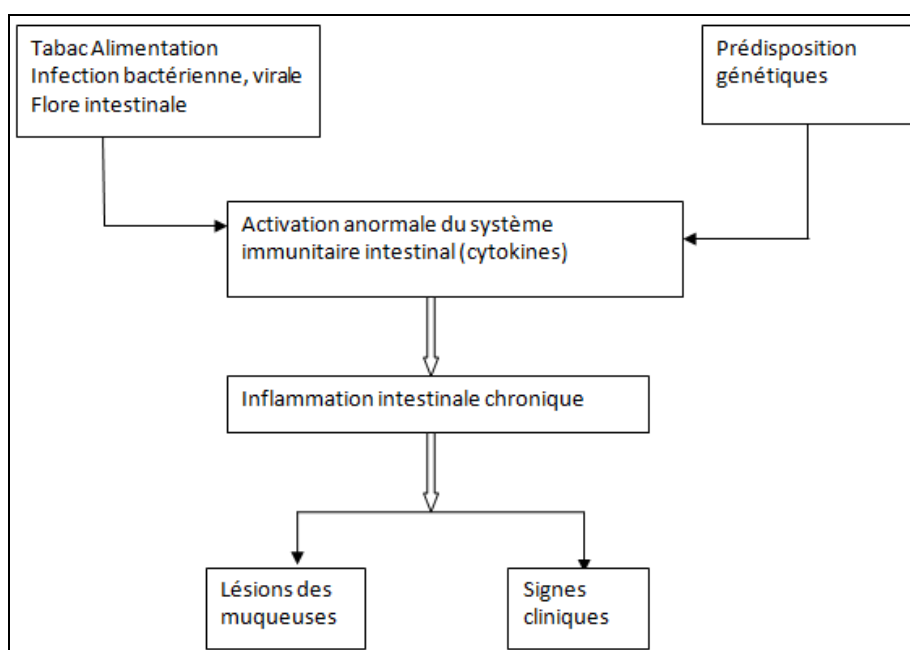 Tabac Alimentation
Infection bactérienne, virale
Flore intestinale
Prédisposition
génétiques
Activation anormale du système
immunitaire intestinal (cytokines)
Inflammation intestinale chronique
Lésions des
muqueuses
Signes
cliniques